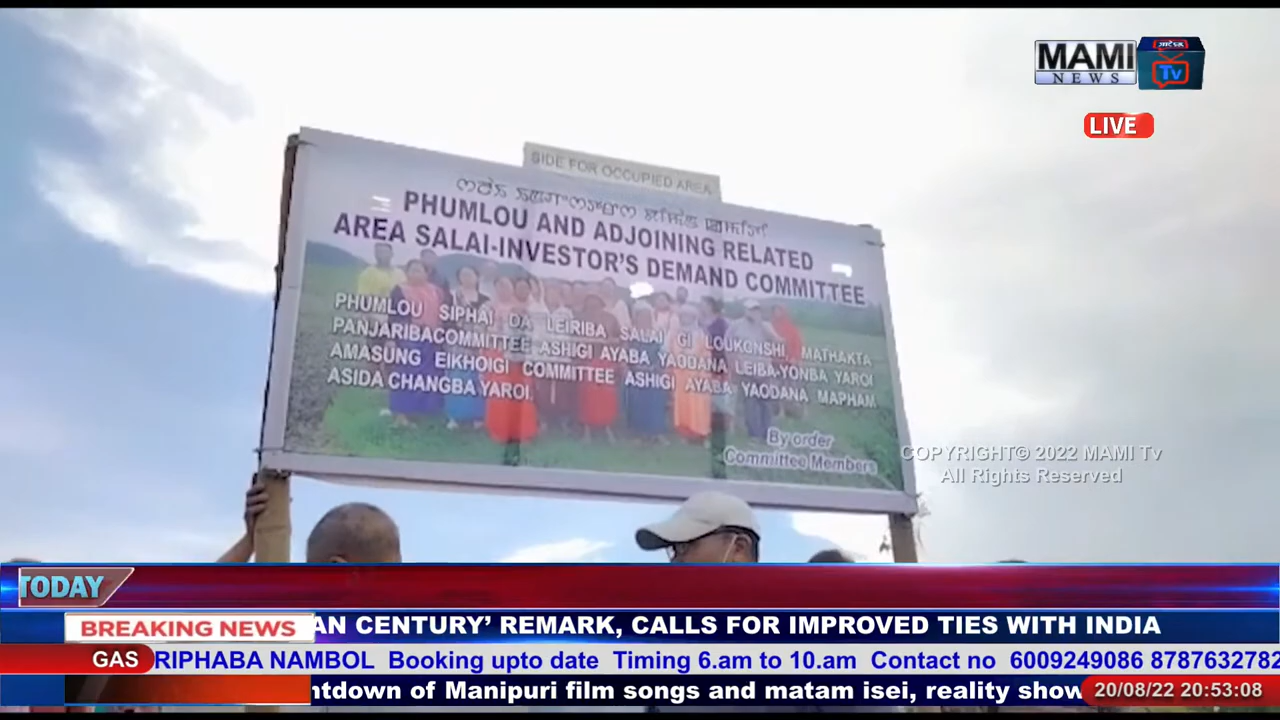 MAMI
NEWS
Tv
LIVE
SIDE FOR OCCUPIED AREA
PHUMLOU AND ADJOINING RELATED
AREA SALAI-INVESTOR'S DEMAND COMMITTEE
PHUMLOU SIPHAI DA LEIRIBA SALAI GI LOUKONSHI, MATHAKTA
PANJARIBACOMMITTEE ASHIGI AYABA YAODANA LEIBA-YONBA YAROI
AMASUNG EIKHOIGI COMMITTEE ASHIGI AYABA YAODANA MAPHAM
ASIDA CHANGBA YAROI.
By order
Committee Members
COPYRIGHT© 2022 MAMI Tv
All Rights Reserved
TODAY
BREAKING NEWS
AN CENTURY' REMARK, CALLS FOR IMPROVED TIES WITH INDIA
GAS
RIPHABA NAMBOL Booking upto date Timing 6.am to 10.am Contact no 6009249086 8787632782
ntdown of Manipuri film songs and matam isei, reality show
20/08/22 20:53:08